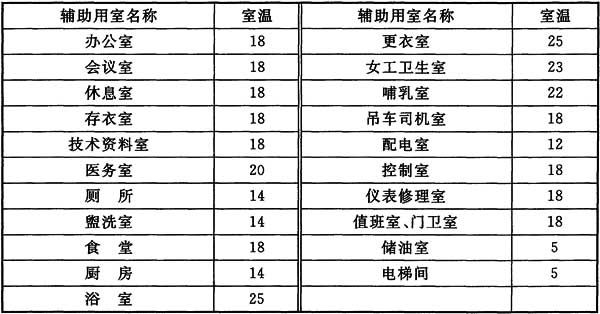 辅助用室名称 室温 辅助用室名称 室温
办公室 18 更衣室 25
会议室 18 女工卫生室 23
休息室 18 哺乳室 22
存衣室 18 吊车司机室 18
技术资料室 18 配电室 12
医务室 20 控制室 18
厕 所 14 仪表修理室 18
盥洗室 14 值班室、门卫室 18
食 堂 18 储油室 5
厨 房 14 电梯间 5
浴 室 25